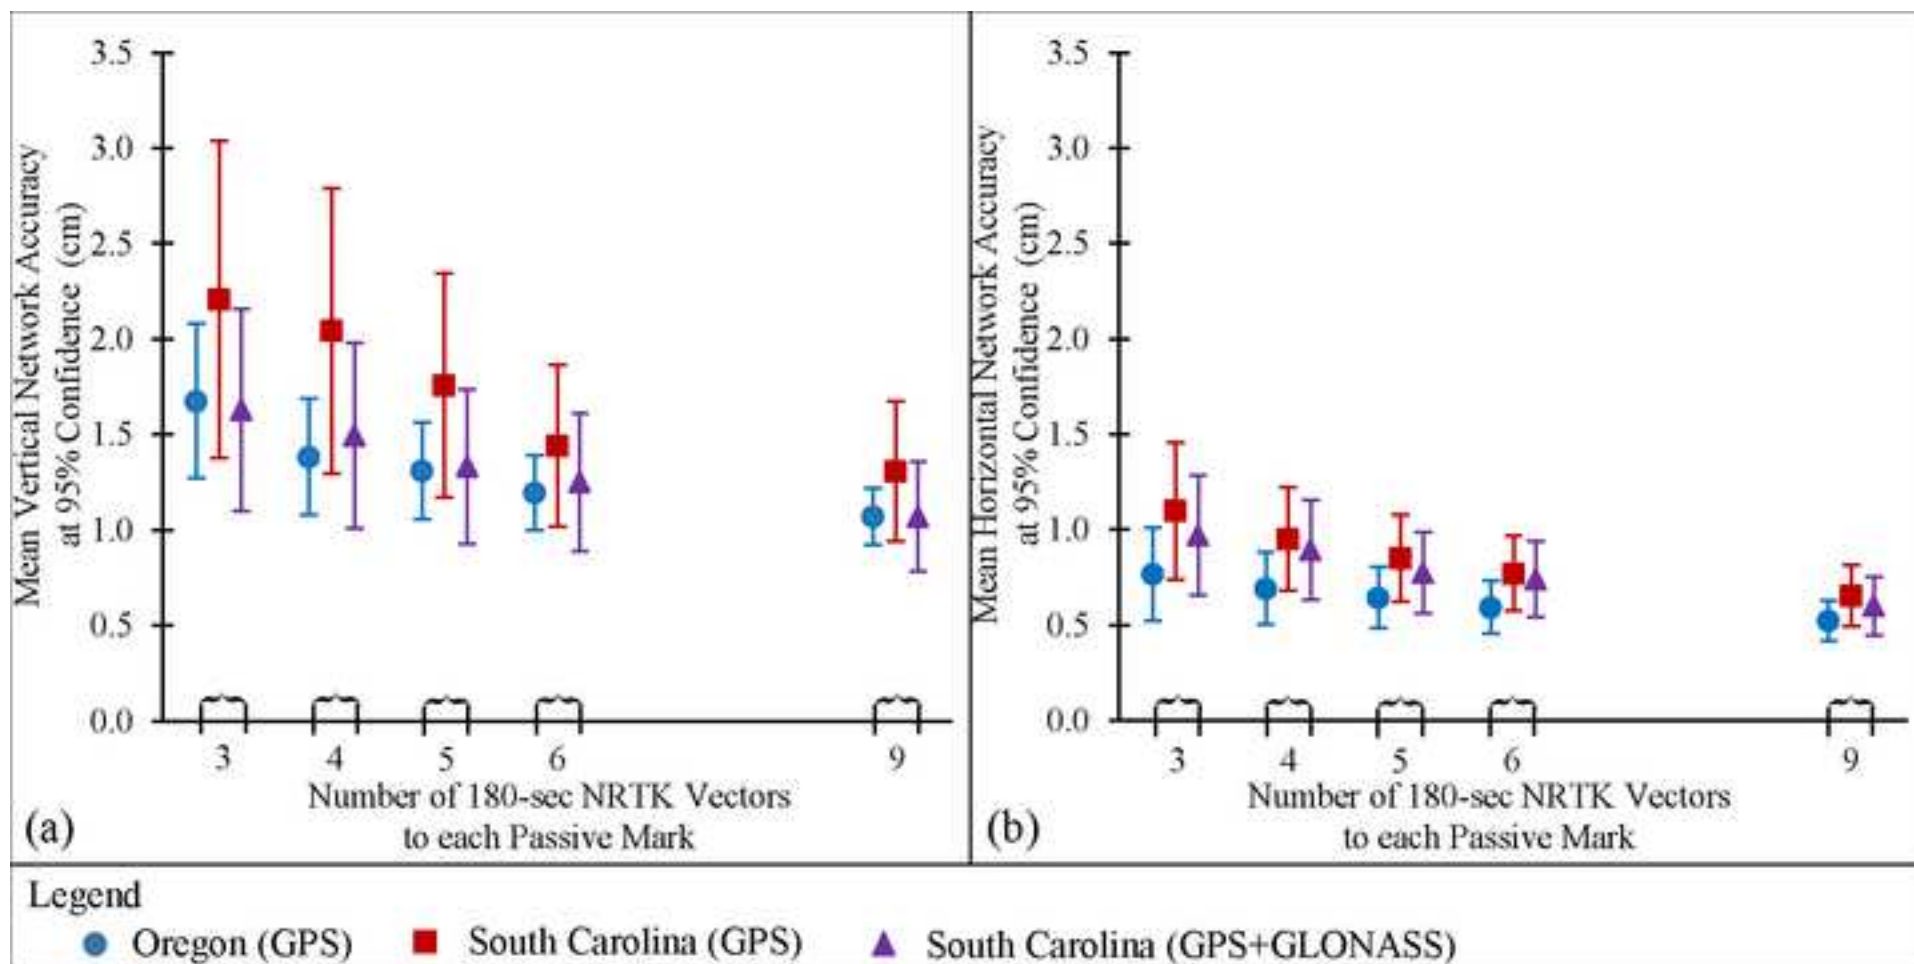 3.5
3.0
2.5
2.0
1.5
1.0
0.5
0.0
Mean Vertical Network Accuracy
at 95% Confidence (cm)
3 4 5 6 9
Number of 180-sec NRTK Vectors
to each Passive Mark
(a)
3.5
3.0
2.5
2.0
1.5
1.0
0.5
0.0
Mean Horizontal Network Accuracy
at 95% Confidence (cm)
3 4 5 6 9
Number of 180-sec NRTK Vectors
to each Passive Mark
(b)
Legend
Oregon (GPS) South Carolina (GPS) South Carolina (GPS+GLONASS)